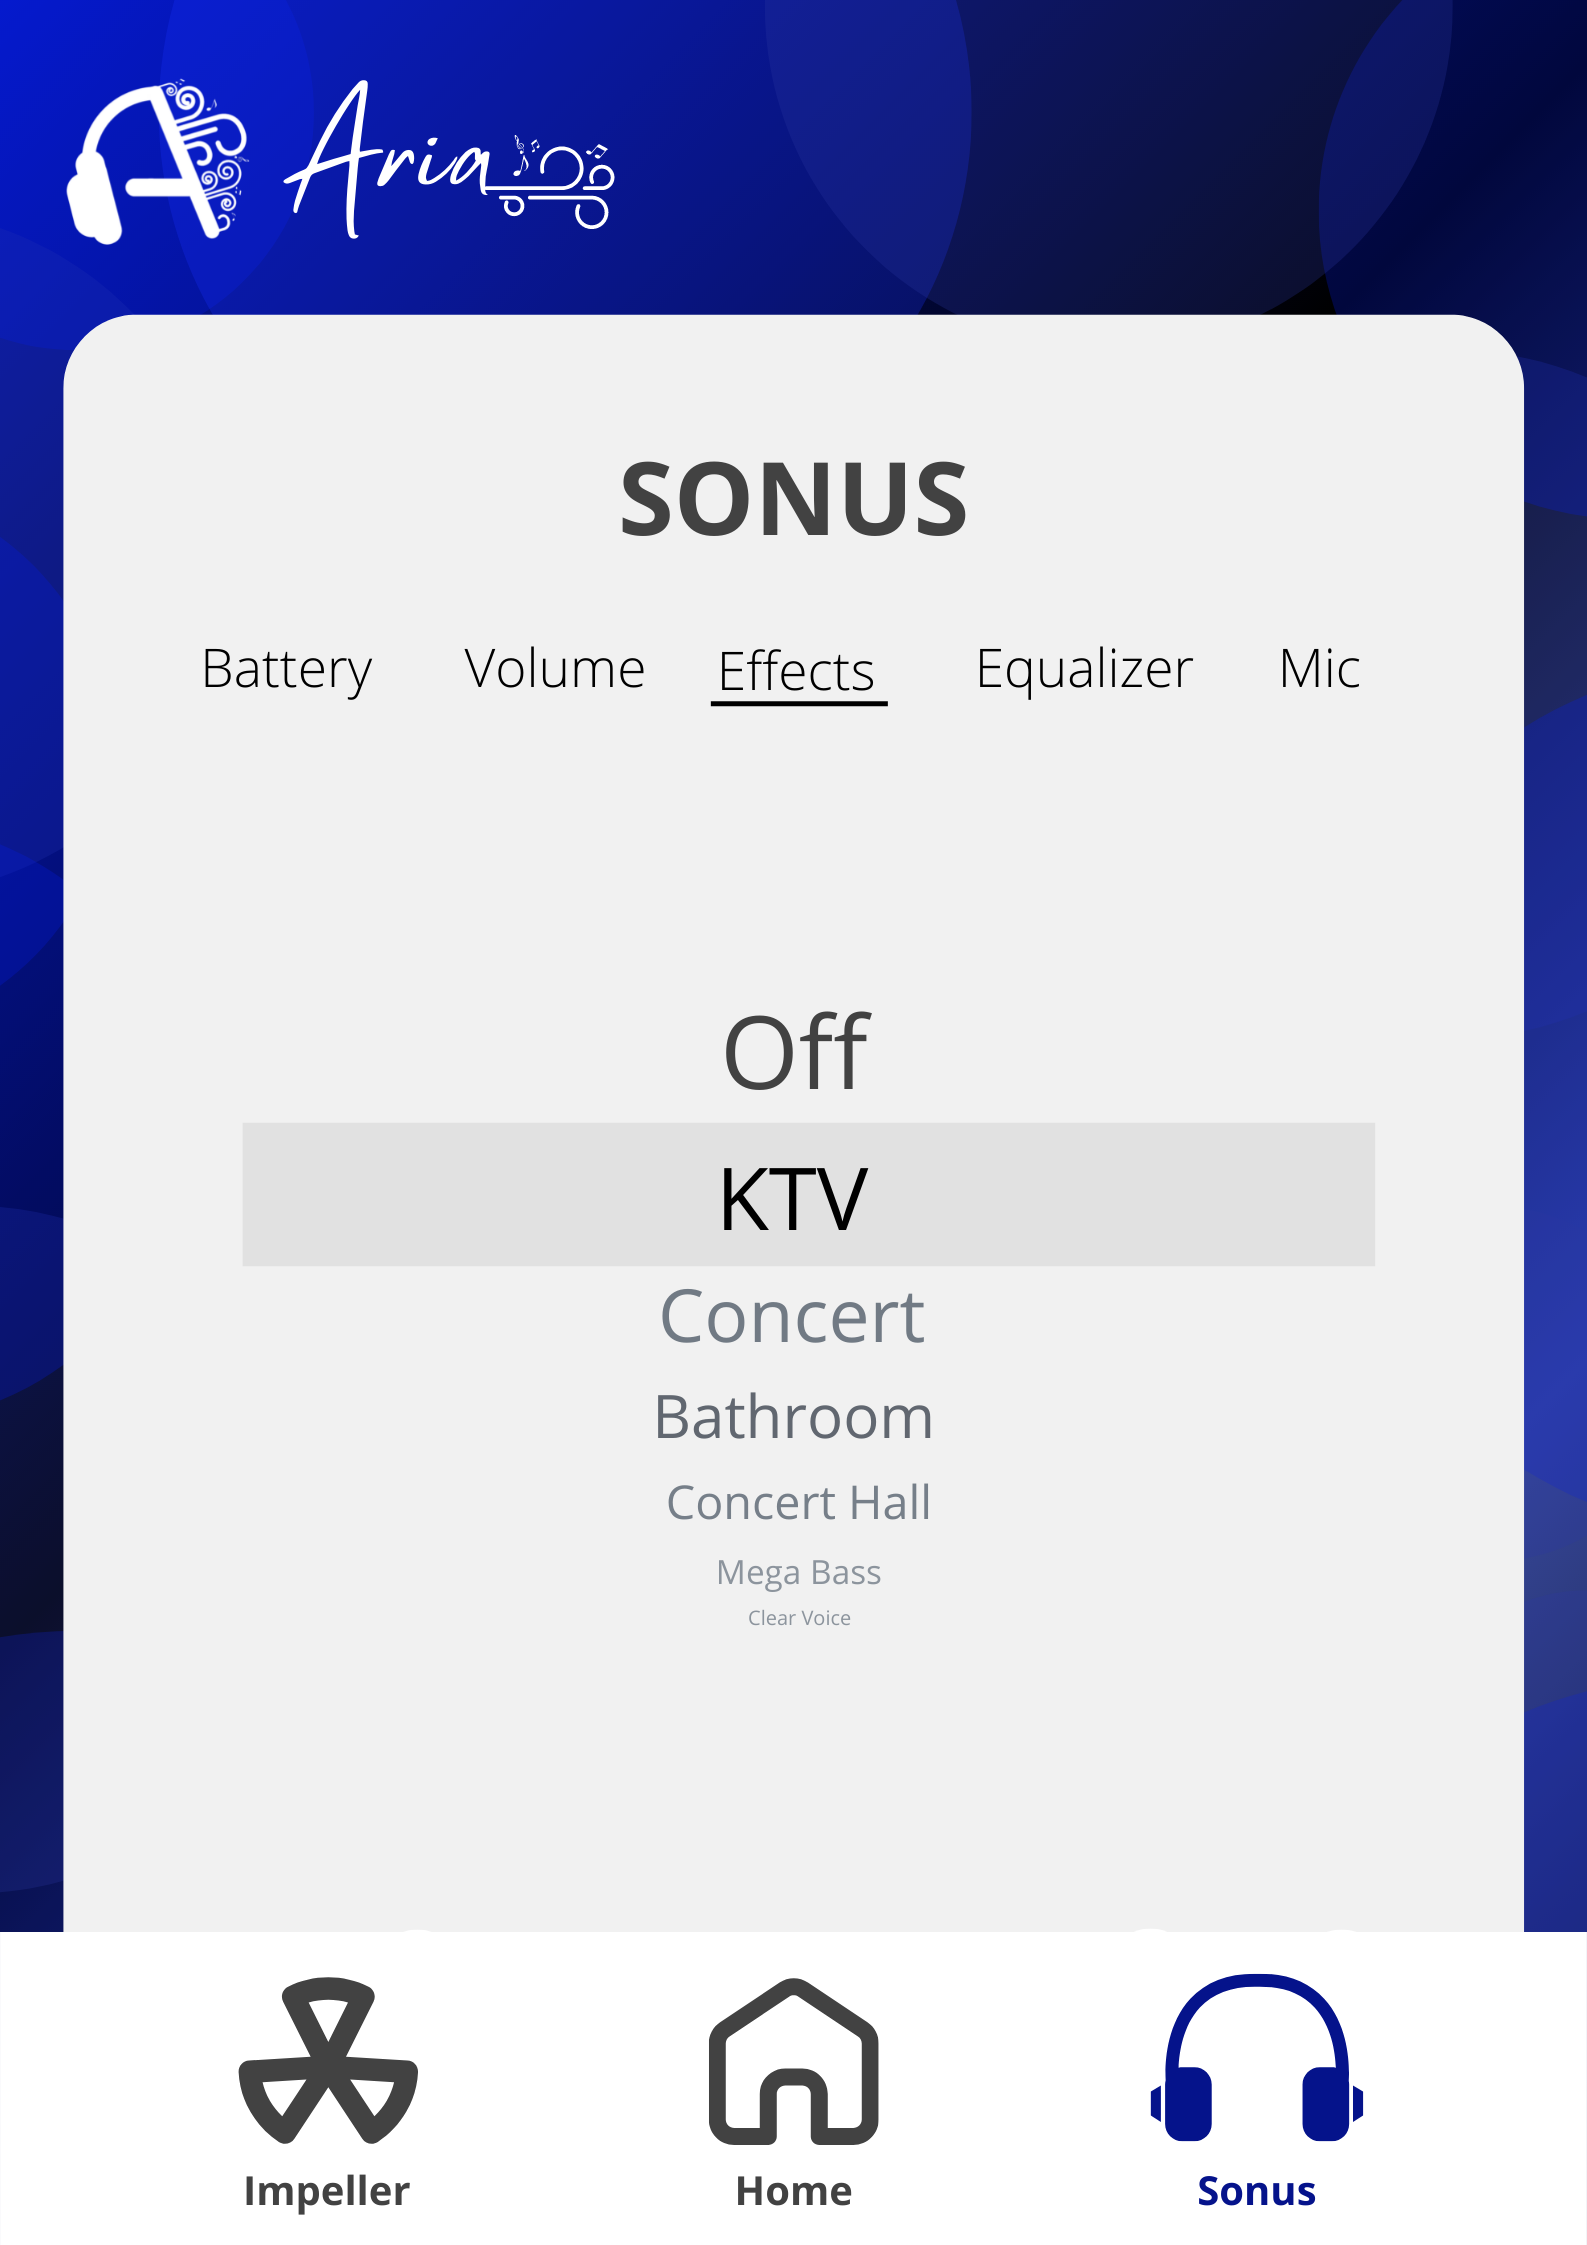 Aria
SONUS
Battery Volume Effects Equalizer Mic
Off
KTV
Concert
Bathroom
Concert Hall
Mega Bass
Clear Voice
Impeller Home Sonus